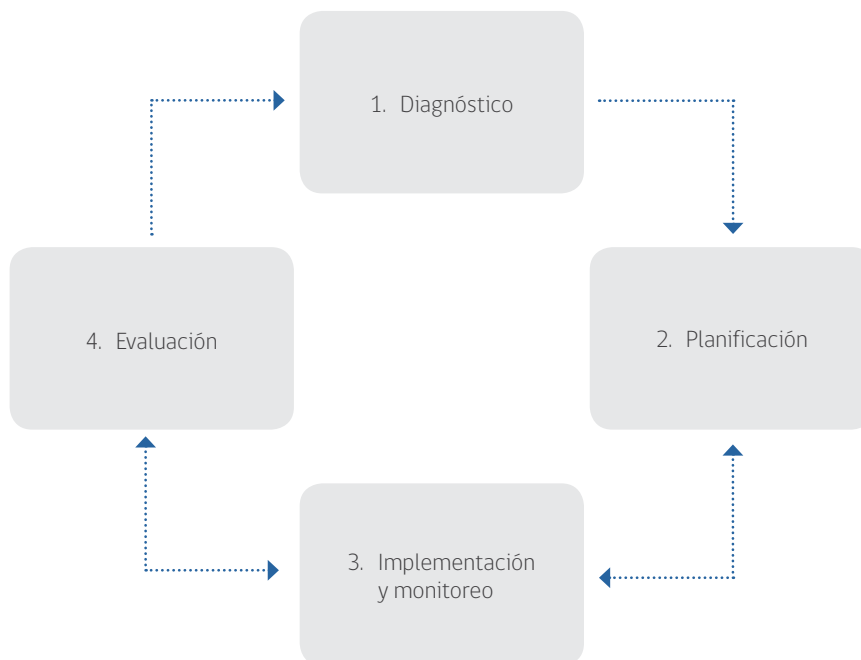 1. Diagnóstico
2. Planificación
3. Implementación
y monitoreo
4. Evaluación